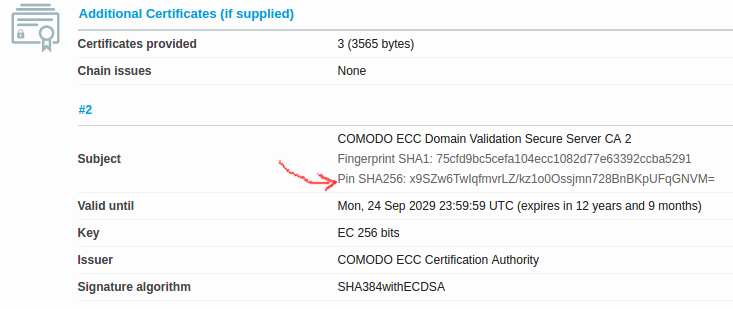 Additional Certificates (if supplied)
Certificates provided 3 (3565 bytes)
Chain issues None
#2
Subject COMODO ECC Domain Validation Secure Server CA 2
Fingerprint SHA1: 75cfd9bc5cefa104ecc1082d77e63392ccba5291
Pin SHA256: x9SZw6TwIqfmvrLZ/kz1o0Ossjmn728BnBKpUFqGNVM=
Valid until Mon, 24 Sep 2029 23:59:59 UTC (expires in 12 years and 9 months)
Key EC 256 bits
Issuer COMODO ECC Certification Authority
Signature algorithm SHA384withECDSA